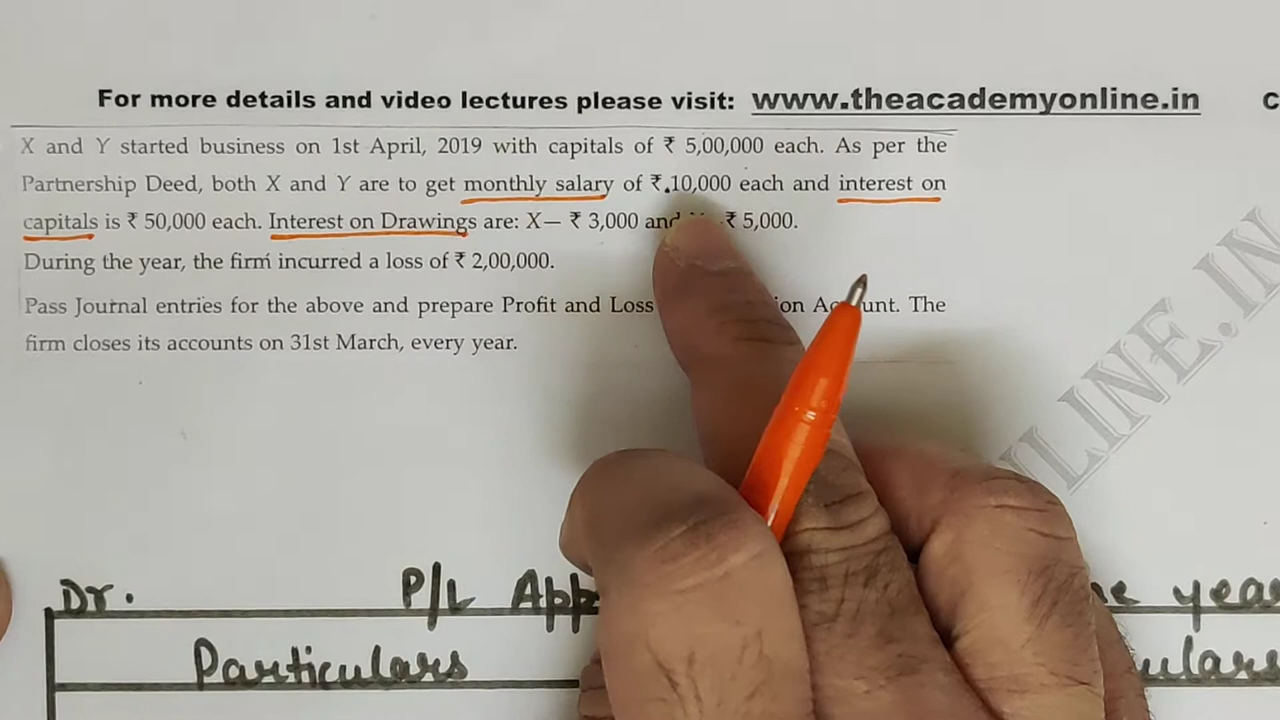 For more details and video lectures please visit: www.theacademyonline.in C
X and Y started business on 1st April, 2019 with capitals of ₹ 5,00,000 each. As per the
Partnership Deed, both X and Y are to get monthly salary of ₹ 10,000 each and interest on
capitals is ₹ 50,000 each. Interest on Drawings are: X— ₹ 3,000 and ₹ 5,000.
During the year, the firm incurred a loss of ₹ 2,00,000.
Pass Journal entries for the above and prepare Profit and Loss The
firm closes its accounts on 31st March, every year.
LINE.IN
Dr. P/L App year
Particulars